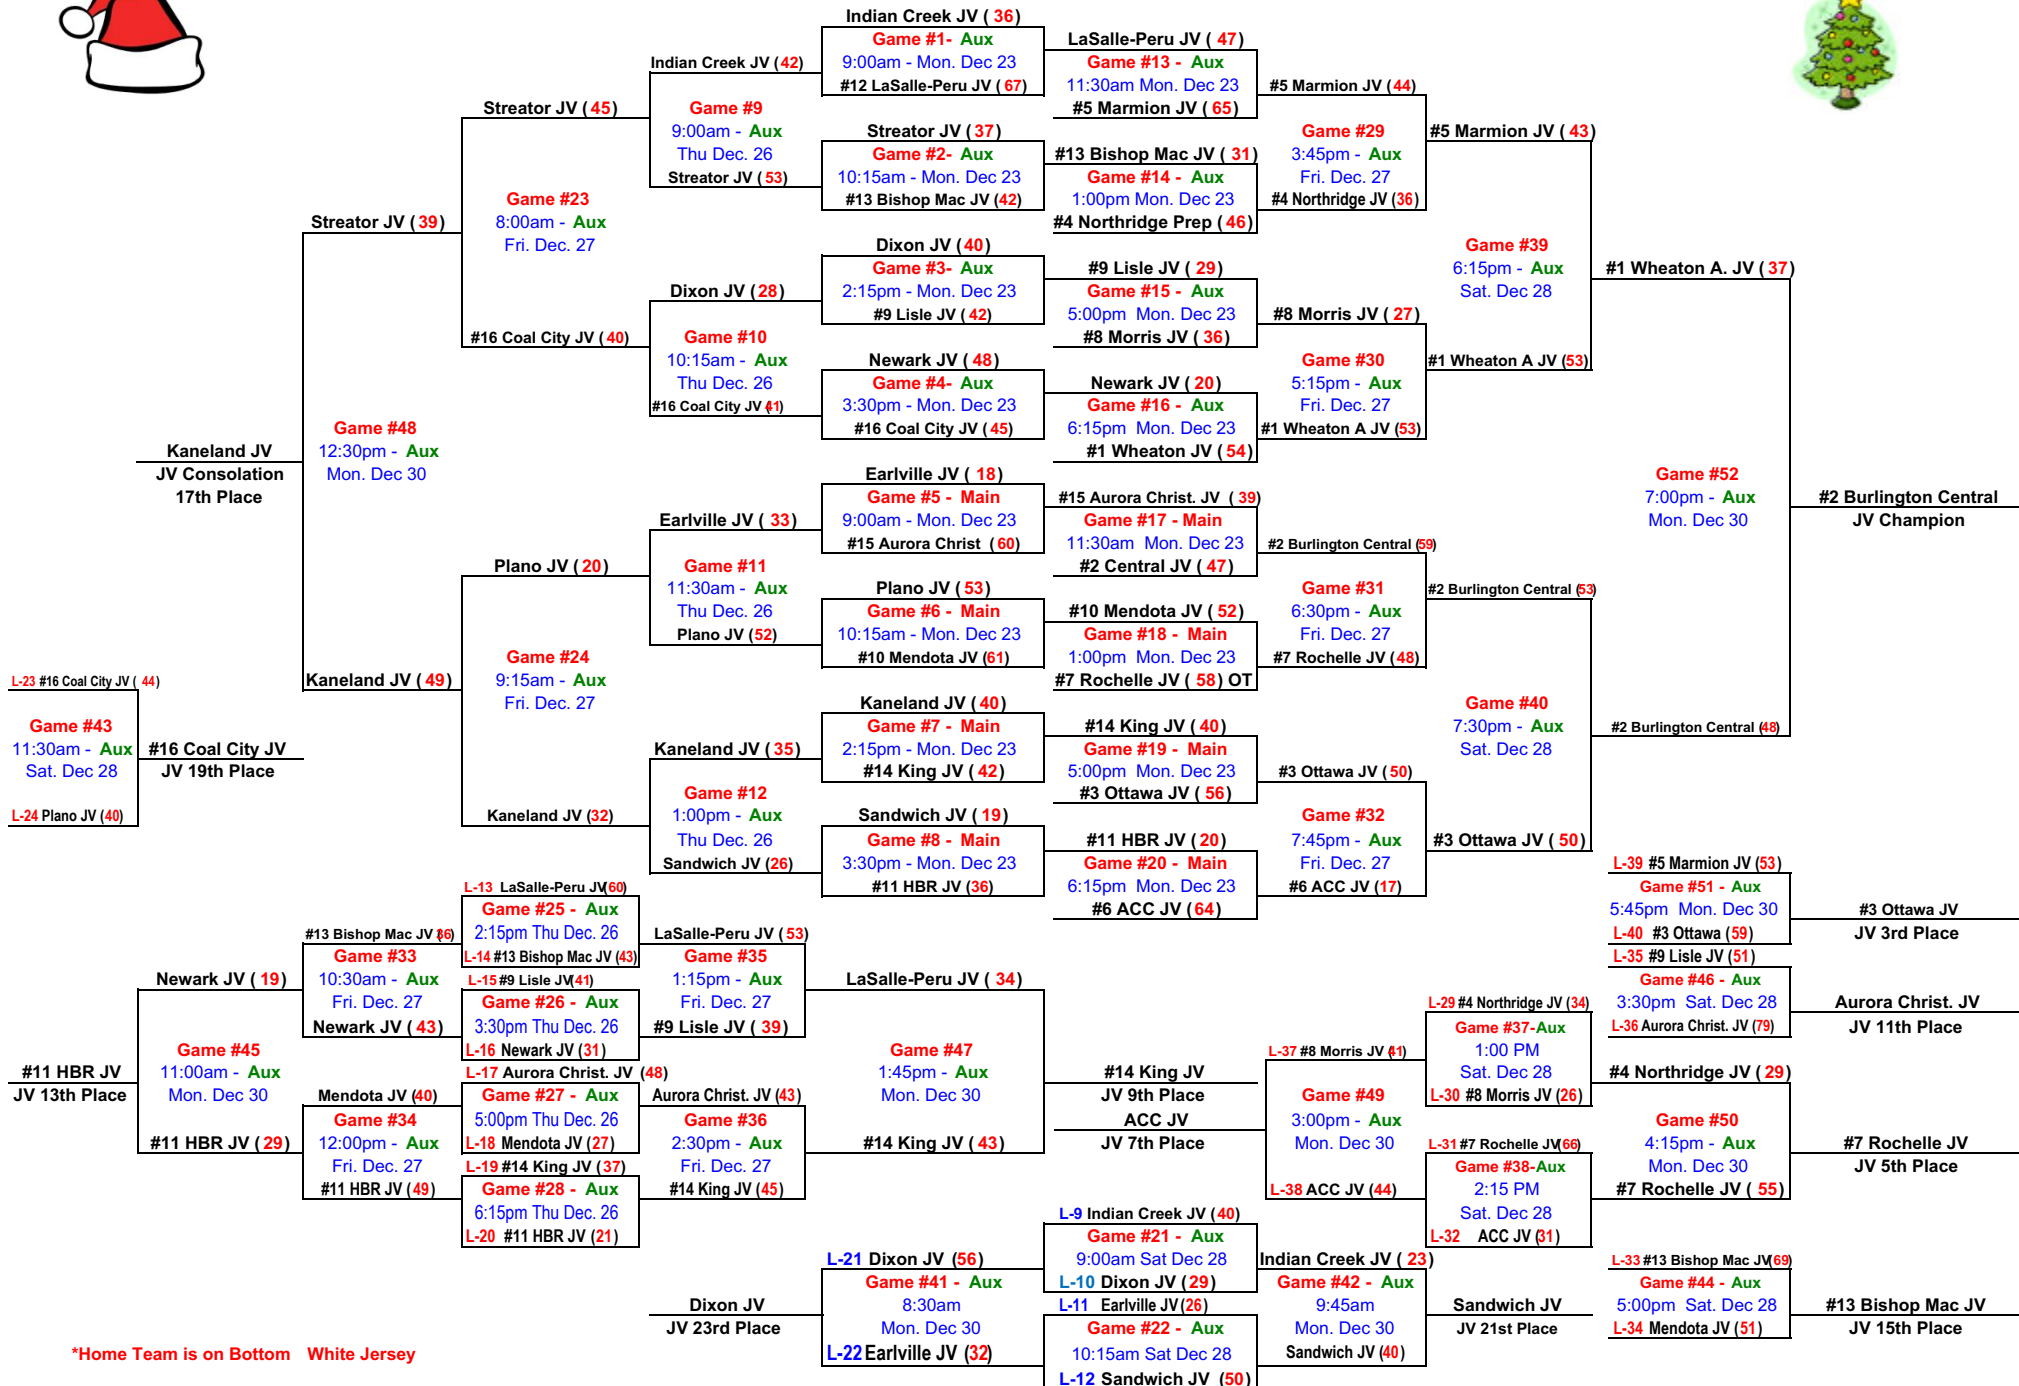 Indian Creek JV ( 36)
Game #1- Aux
9:00am - Mon. Dec 23
#12 LaSalle-Peru JV ( 67)
Streator JV ( 37)
Game #2- Aux
10:15am - Mon. Dec 23
#13 Bishop Mac JV (42)
Dixon JV (40)
Game #3- Aux
2:15pm - Mon. Dec 23
#9 Lisle JV ( 42)
Newark JV ( 48)
Game #4- Aux
3:30pm - Mon. Dec 23
#16 Coal City JV ( 45)
Earlville JV ( 18)
Game #5 - Main
9:00am - Mon. Dec 23
#15 Aurora Christ ( 60)
Plano JV ( 53)
Game #6 - Main
10:15am - Mon. Dec 23
#10 Mendota JV (61)
Kaneland JV ( 40)
Game #7 - Main
2:15pm - Mon. Dec 23
#14 King JV ( 42)
Sandwich JV ( 19)
Game #8 - Main
3:30pm - Mon. Dec 23
#11 HBR JV (36)
Indian Creek JV (42)
Game #9
9:00am - Aux
Thu Dec. 26
Streator JV ( 53)
Dixon JV ( 28)
Game #10
10:15am - Aux
Thu Dec. 26
#16 Coal City JV (41)
Earlville JV ( 33)
Game #11
11:30am - Aux
Thu Dec. 26
Plano JV (52)
Kaneland JV ( 35)
Game #12
1:00pm - Aux
Thu Dec. 26
Sandwich JV (26)
Streator JV ( 45)
Game #23
8:00am - Aux
Fri. Dec. 27
#16 Coal City JV ( 40)
Plano JV ( 20)
Game #24
9:15am - Aux
Fri. Dec. 27
Kaneland JV (32)
Streator JV ( 39)
Game #48
12:30pm - Aux
Mon. Dec 30
Kaneland JV ( 49)
Kaneland JV
JV Consolation
17th Place
L-23 #16 Coal City JV ( 44)
Game #43
11:30am - Aux
Sat. Dec 28
L-24 Plano JV (40)
#16 Coal City JV
JV 19th Place
LaSalle-Peru JV ( 47)
Game #13 - Aux
11:30am Mon. Dec 23
#5 Marmion JV ( 65)
#13 Bishop Mac JV ( 31)
Game #14 - Aux
1:00pm Mon. Dec 23
#4 Northridge Prep ( 46)
#9 Lisle JV ( 29)
Game #15 - Aux
5:00pm Mon. Dec 23
#8 Morris JV ( 36)
Newark JV ( 20)
Game #16 - Aux
6:15pm Mon. Dec 23
#1 Wheaton JV ( 54)
#15 Aurora Christ. JV ( 39)
Game #17 - Main
11:30am Mon. Dec 23
#2 Central JV ( 47)
#10 Mendota JV ( 52)
Game #18 - Main
1:00pm Mon. Dec 23
#7 Rochelle JV ( 58) OT
#14 King JV ( 40)
Game #19 - Main
5:00pm Mon. Dec 23
#3 Ottawa JV ( 56)
#11 HBR JV ( 20)
Game #20 - Main
6:15pm Mon. Dec 23
#6 ACC JV ( 64)
#5 Marmion JV (44)
Game #29
3:45pm - Aux
Fri. Dec. 27
#4 Northridge JV (36)
#8 Morris JV ( 27)
Game #30
5:15pm - Aux
Fri. Dec. 27
#1 Wheaton A JV (53)
#2 Burlington Central (59)
Game #31
6:30pm - Aux
Fri. Dec. 27
#7 Rochelle JV ( 48)
#3 Ottawa JV ( 50)
Game #32
7:45pm - Aux
Fri. Dec. 27
#6 ACC JV (17)
#5 Marmion JV ( 43)
Game #39
6:15pm - Aux
Sat. Dec 28
#1 Wheaton A JV (53)
#2 Burlington Central (53)
Game #40
7:30pm - Aux
Sat. Dec 28
#3 Ottawa JV ( 50)
#1 Wheaton A. JV ( 37)
Game #52
7:00pm - Aux
Mon. Dec 30
#2 Burlington Central (48)
#2 Burlington Central
JV Champion
L-39 #5 Marmion JV (53)
Game #51 - Aux
5:45pm Mon. Dec 30
L-40 #3 Ottawa (59)
#3 Ottawa JV
JV 3rd Place
L-35 #9 Lisle JV ( 51)
Game #46 - Aux
3:30pm Sat. Dec 28
L-36 Aurora Christ. JV (79)
Aurora Christ. JV
JV 11th Place
L-13 LaSalle-Peru JV(60)
Game #25 - Aux
2:15pm Thu Dec. 26
L-14 #13 Bishop Mac JV (43)
L-15 #9 Lisle JV(41)
Game #26 - Aux
3:30pm Thu Dec. 26
L-16 Newark JV ( 31)
L-17 Aurora Christ. JV (48)
Game #27 - Aux
5:00pm Thu Dec. 26
L-18 Mendota JV (27)
L-19 #14 King JV ( 37)
Game #28 - Aux
6:15pm Thu Dec. 26
L-20 #11 HBR JV (21)
#13 Bishop Mac JV (36)
Game #33
10:30am - Aux
Fri. Dec. 27
Newark JV ( 43)
Mendota JV (40)
Game #34
12:00pm - Aux
Fri. Dec. 27
#11 HBR JV (49)
Newark JV ( 19)
Game #45
11:00am - Aux
Mon. Dec 30
#11 HBR JV ( 29)
#11 HBR JV
JV 13th Place
LaSalle-Peru JV ( 53)
Game #35
1:15pm - Aux
Fri. Dec. 27
#9 Lisle JV ( 39)
Aurora Christ. JV (43)
Game #36
2:30pm - Aux
Fri. Dec. 27
#14 King JV (45)
LaSalle-Peru JV ( 34)
Game #47
1:45pm - Aux
Mon. Dec 30
#14 King JV ( 43)
#14 King JV
JV 9th Place
ACC JV
JV 7th Place
L-37 #8 Morris JV (41)
Game #49
3:00pm - Aux
Mon. Dec 30
L-38 ACC JV (44)
L-29 #4 Northridge JV (34)
Game #37-Aux
1:00 PM
Sat. Dec 28
L-30 #8 Morris JV (26)
L-31 #7 Rochelle JV(66)
Game #38-Aux
2:15 PM
Sat. Dec 28
L-32 ACC JV (31)
#4 Northridge JV ( 29)
Game #50
4:15pm - Aux
Mon. Dec 30
#7 Rochelle JV ( 55)
#7 Rochelle JV
JV 5th Place
L-9 Indian Creek JV ( 40)
Game #21 - Aux
9:00am Sat Dec 28
L-10 Dixon JV ( 29)
L-11 Earlville JV (26)
Game #22 - Aux
10:15am Sat Dec 28
L-12 Sandwich JV (50)
L-21 Dixon JV (56)
Game #41 - Aux
8:30am
Mon. Dec 30
L-22 Earlville JV (32)
Dixon JV
JV 23rd Place
Indian Creek JV ( 23)
Game #42 - Aux
9:45am
Mon. Dec 30
Sandwich JV (40)
Sandwich JV
JV 21st Place
L-33 #13 Bishop Mac JV(69)
Game #44 - Aux
5:00pm Sat. Dec 28
L-34 Mendota JV ( 51)
#13 Bishop Mac JV
JV 15th Place
*Home Team is on Bottom White Jersey